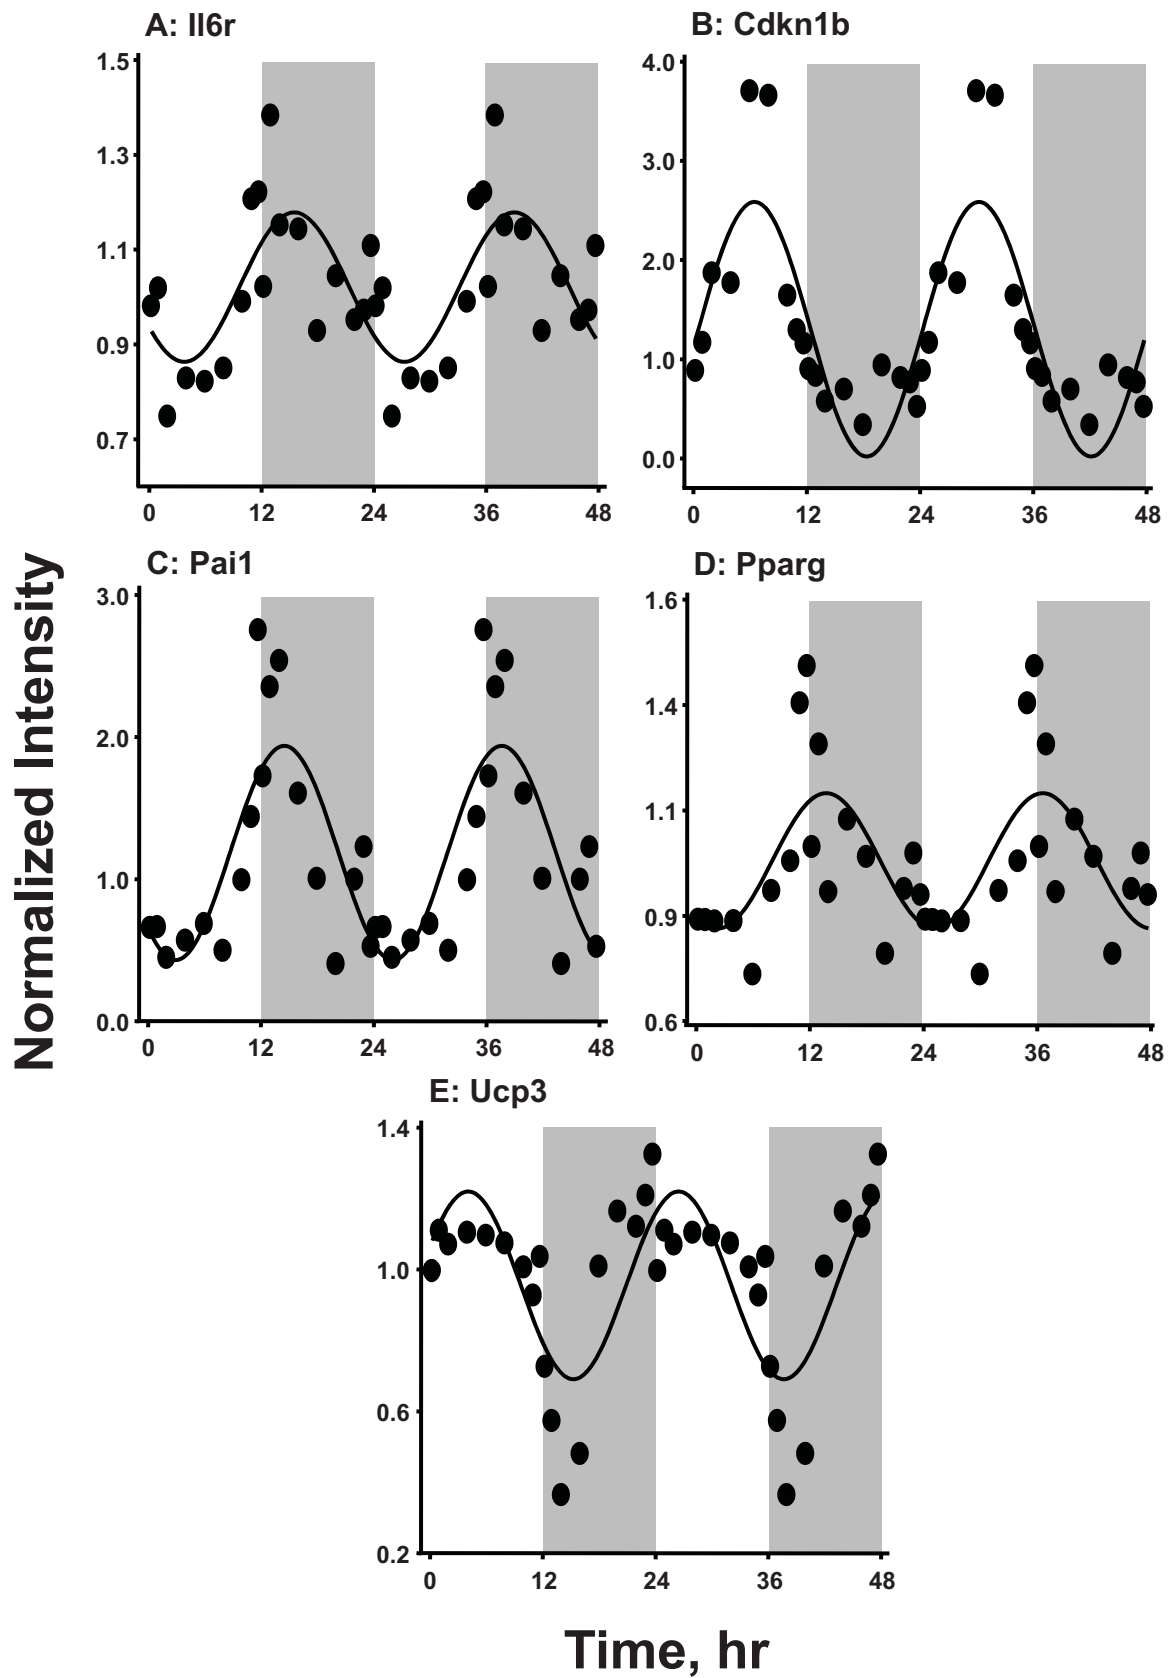 A: Il6r
1.5
1.3
1.1
0.9
0.7
0 12 24 36 48
B: Cdkn1b
4.0
3.0
2.0
1.0
0.0
0 12 24 36 48
C: Pai1
3.0
2.0
1.0
0.0
0 12 24 36 48
D: Pparg
1.6
1.4
1.1
0.9
0.6
0 12 24 36 48
E: Ucp3
1.4
1.0
0.6
0.2
0 12 24 36 48
Normalized Intensity
Time, hr